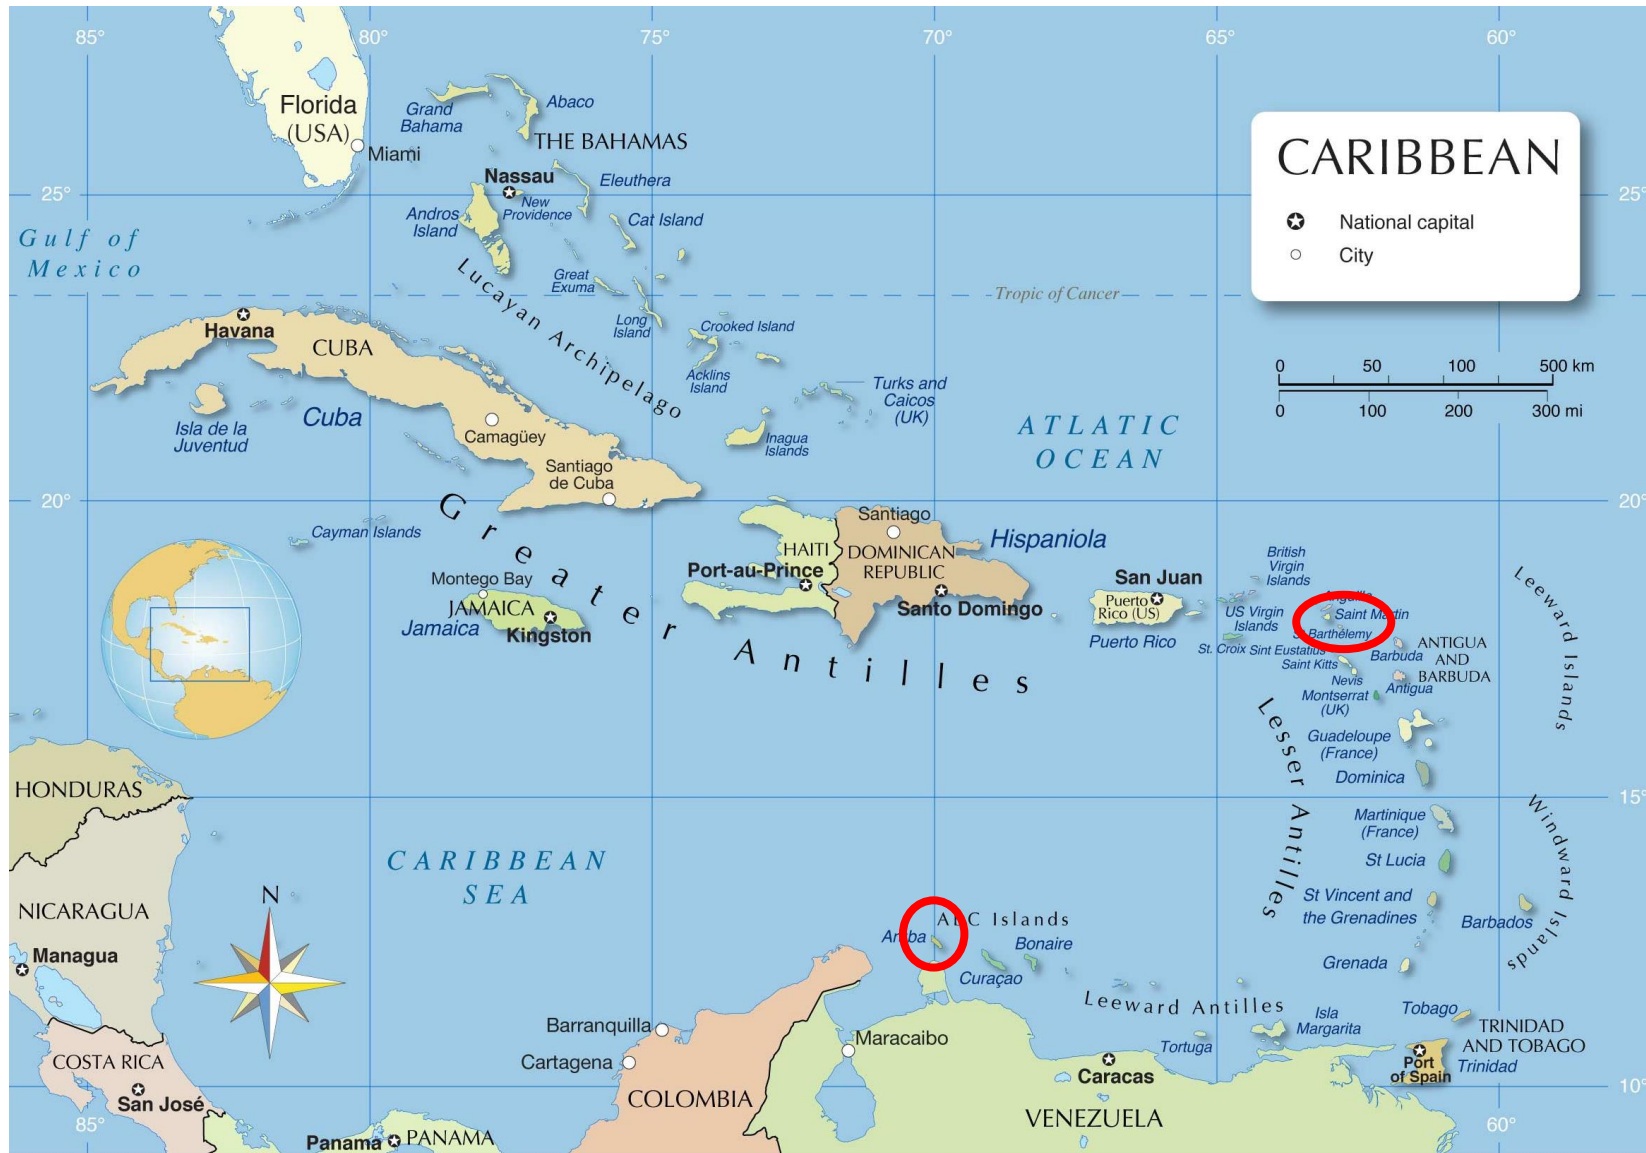 85°
80°
75°
70°
65°
60°
Florida
(USA)
Miami
Grand
Bahama
Abaco
THE BAHAMAS
Nassau
New
Providence
Eleuthera
Andros
Island
Cat Island
CARIBBEAN
National capital
City
25°
25°
Gulf of
Mexico
Great
Exuma
Lucayan Archipelago
Tropic of Cancer
Long
Island
Crooked Island
Acklins
Island
Havana
CUBA
Turks and
Caicos
(UK)
0 50 100 500 km
0 100 200 300 mi
Isla de la
Juventud
Cuba
Camagüey
Inagua
Islands
ATLATIC
OCEAN
Santiago
de Cuba
20°
20°
Greater Antilles
Cayman Islands
Santiago
Hispaniola
HAITI
DOMINICAN
REPUBLIC
Port-au-Prince
Santo Domingo
Montego Bay
JAMAICA
Jamaica
Kingston
San Juan
Puerto
Rico (US)
Puerto Rico
British
Virgin
Islands
US Virgin
Islands
St. Croix
Anguilla
Saint Martin
St Barthélemy
Sint Eustatius
Saint Kitts
Nevis
Montserrat
(UK)
Barbuda
Antigua
ANTIGUA
AND
BARBUDA
Leeward Islands
Lesser Antilles
Guadeloupe
(France)
Dominica
15°
Martinique
(France)
St Lucia
St Vincent and
the Grenadines
Barbados
Grenada
Windward Islands
HONDURAS
CARIBBEAN
SEA
NICARAGUA
Managua
N
ABC Islands
Aruba
Bonaire
Curaçao
Leeward Antilles
Isla
Margarita
Tortuga
Tobago
TRINIDAD
AND TOBAGO
Trinidad
Port
of Spain
Barranquilla
Cartagena
Maracaibo
Caracas
COSTA RICA
San José
COLOMBIA
VENEZUELA
10°
85°
60°
Panama
PANAMA